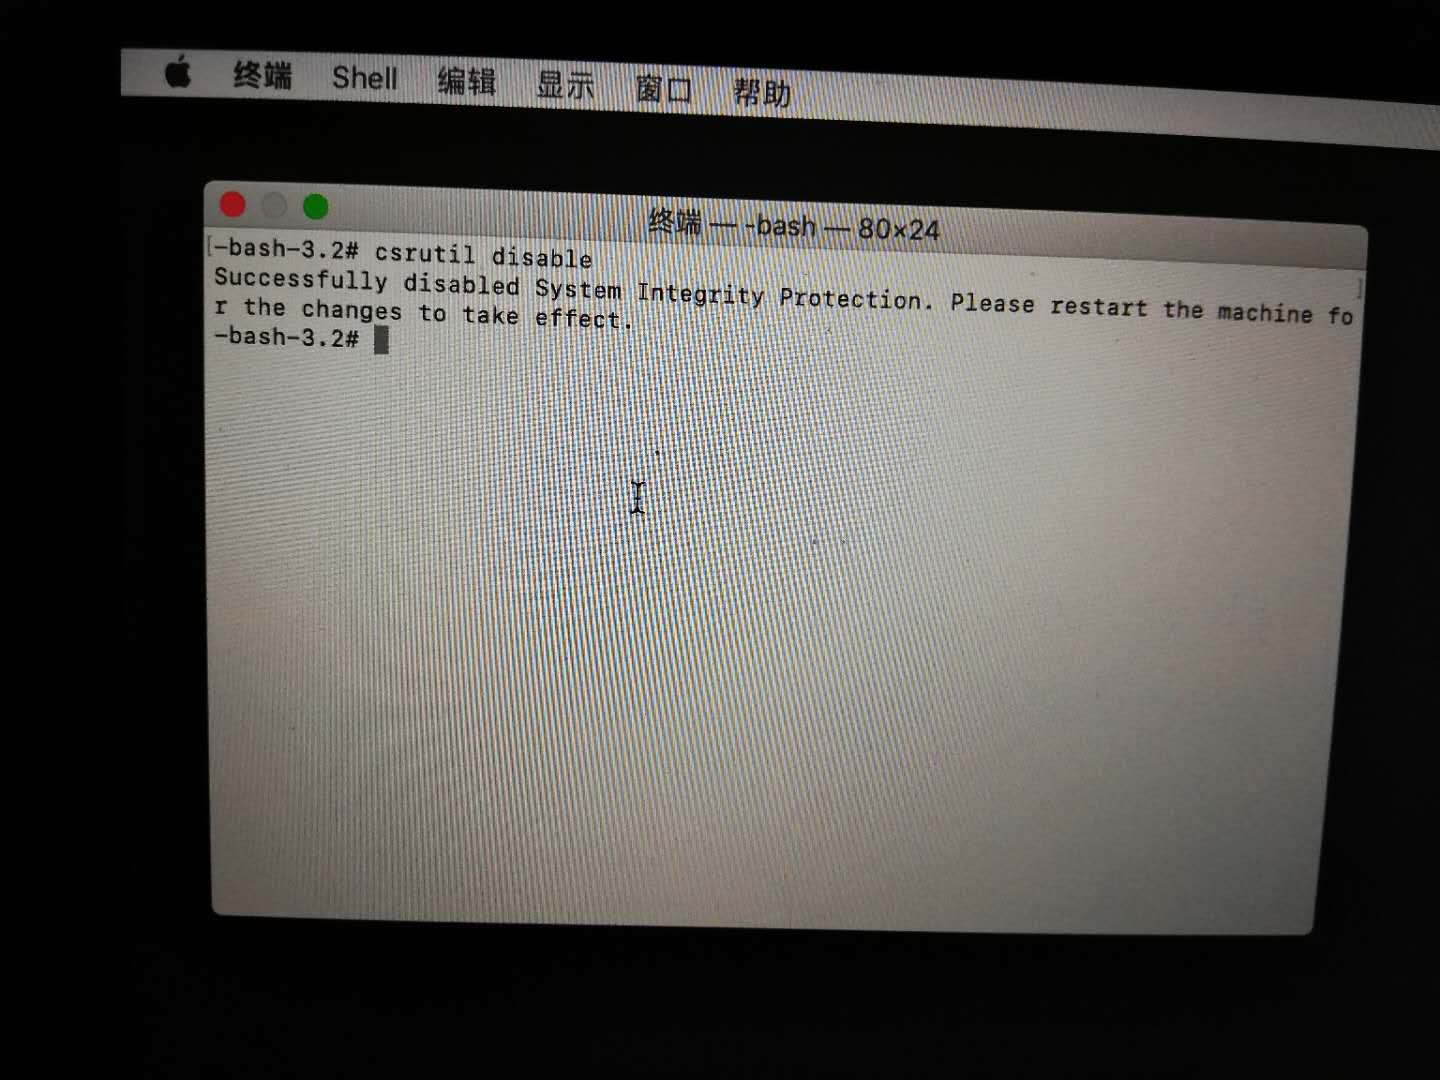 终端 Shell 编辑 显示 窗口 帮助
终端 — -bash — 80×24
[-bash-3.2# csrutil disable ]
Successfully disabled System Integrity Protection. Please restart the machine fo
r the changes to take effect.
-bash-3.2#